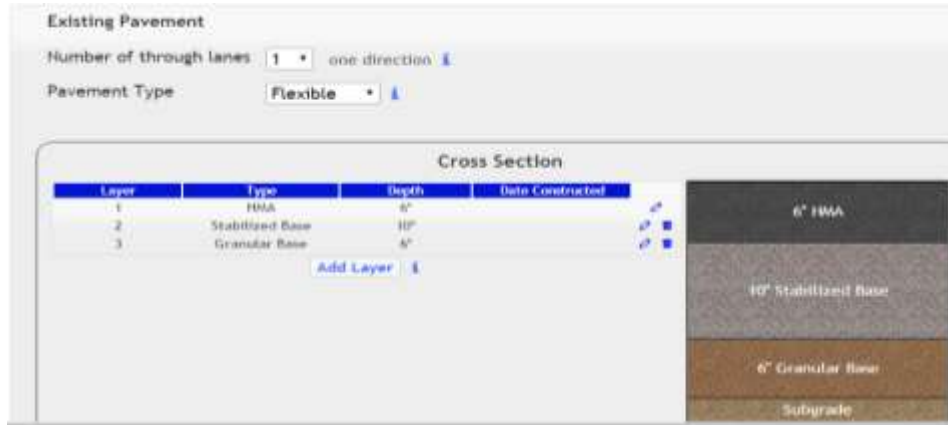 Existing Pavement
Number of through lanes 1 one direction i
Pavement Type Flexible i
Cross Section
Layer Type Depth Date Constructed
1 HMA 6"
2 Stabilized Base 10"
3 Granular Base 6"
Add Layer i
6" HMA
10" Stabilized Base
6" Granular Base
Subgrade